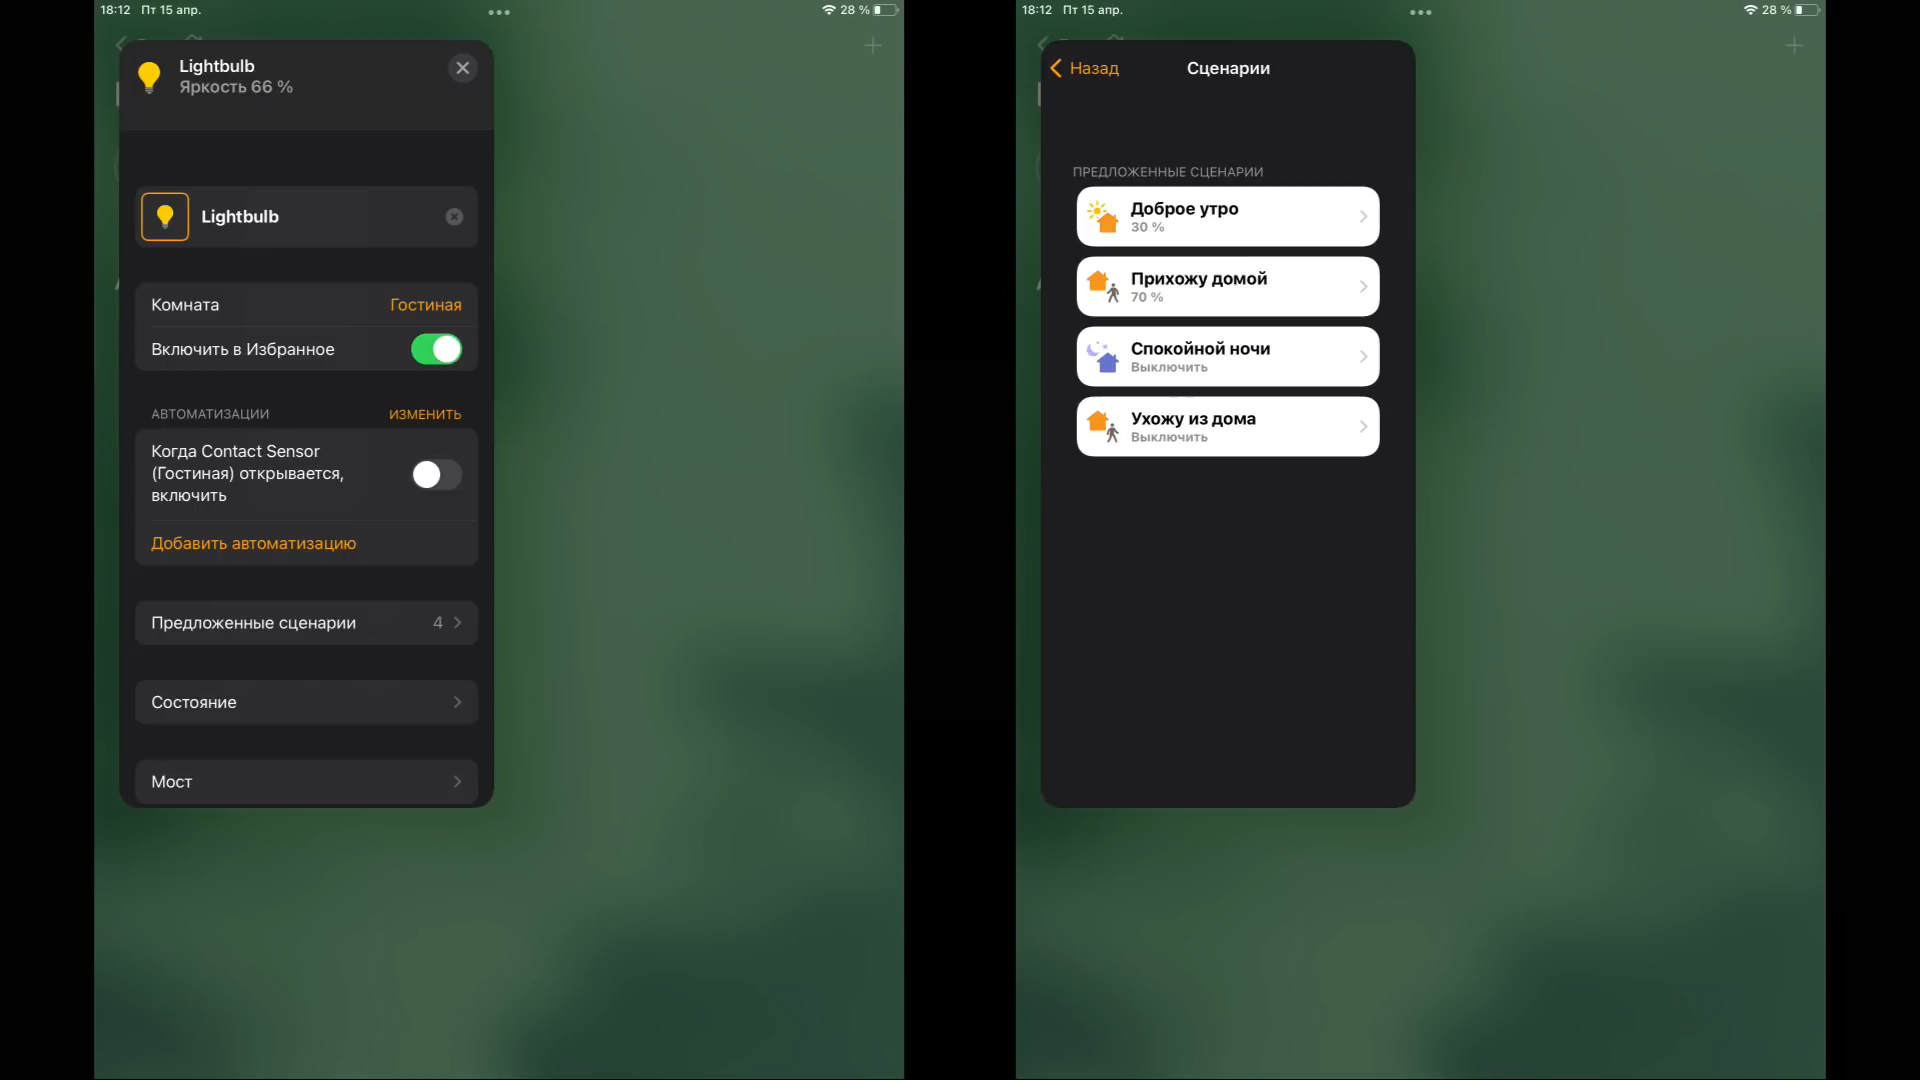 18:12 Пт 15 апр.
28 %
Lightbulb
Яркость 66 %
Lightbulb
Комната
Гостиная
Включить в Избранное
АВТОМАТИЗАЦИИ
ИЗМЕНИТЬ
Когда Contact Sensor
(Гостиная) открывается,
включить
Добавить автоматизацию
Предложенные сценарии
4
Состояние
Мост
18:12 Пт 15 апр.
28 %
Назад
Сценарии
ПРЕДЛОЖЕННЫЕ СЦЕНАРИИ
Доброе утро
30 %
Прихожу домой
70 %
Спокойной ночи
Выключить
Ухожу из дома
Выключить